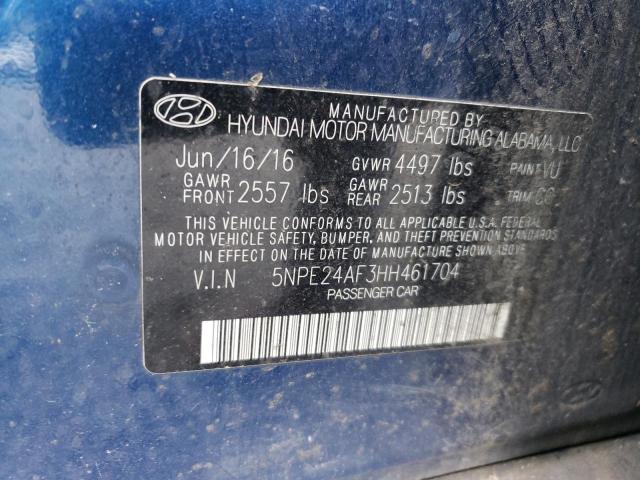 MANUFACTURED BY
HYUNDAI MOTOR MANUFACTURING ALABAMA, LLC
Jun/16/16 GVWR 4497 lbs PAINT VU
GAWR FRONT 2557 lbs GAWR REAR 2513 lbs TRIM
THIS VEHICLE CONFORMS TO ALL APPLICABLE U.S.A. FEDERAL
MOTOR VEHICLE SAFETY, BUMPER, AND THEFT PREVENTION STANDARDS
IN EFFECT ON THE DATE OF MANUFACTURE SHOWN ABOVE.
V.I.N 5NPE24AF3HH461704
PASSENGER CAR